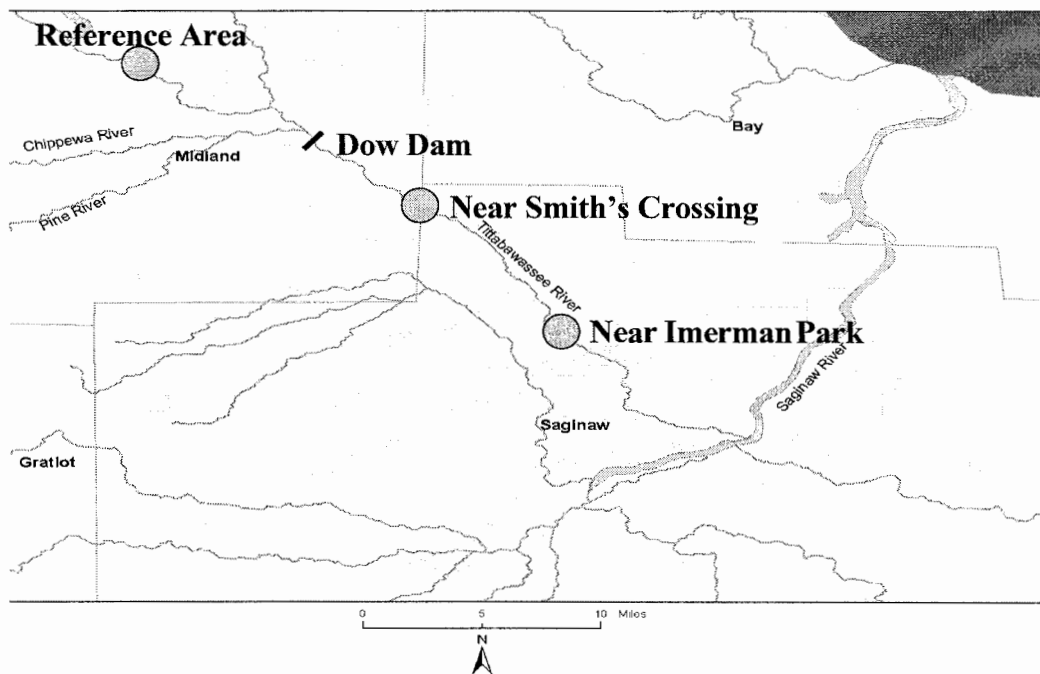 Reference Area
Chippewa River
Midland
Pine River
Dow Dam
Bay
Near Smith's Crossing
Tittabawassee River
Near Imerman Park
Saginaw River
Saginaw
Gratiot
0 5 10 Miles
N